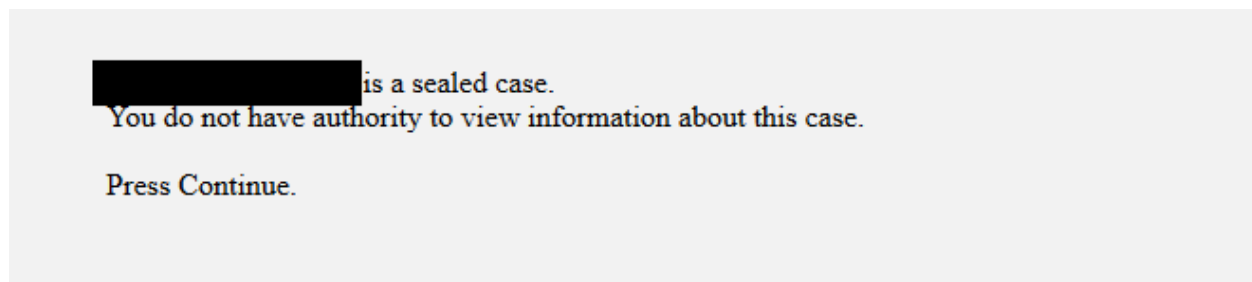 is a sealed case.
You do not have authority to view information about this case.
Press Continue.